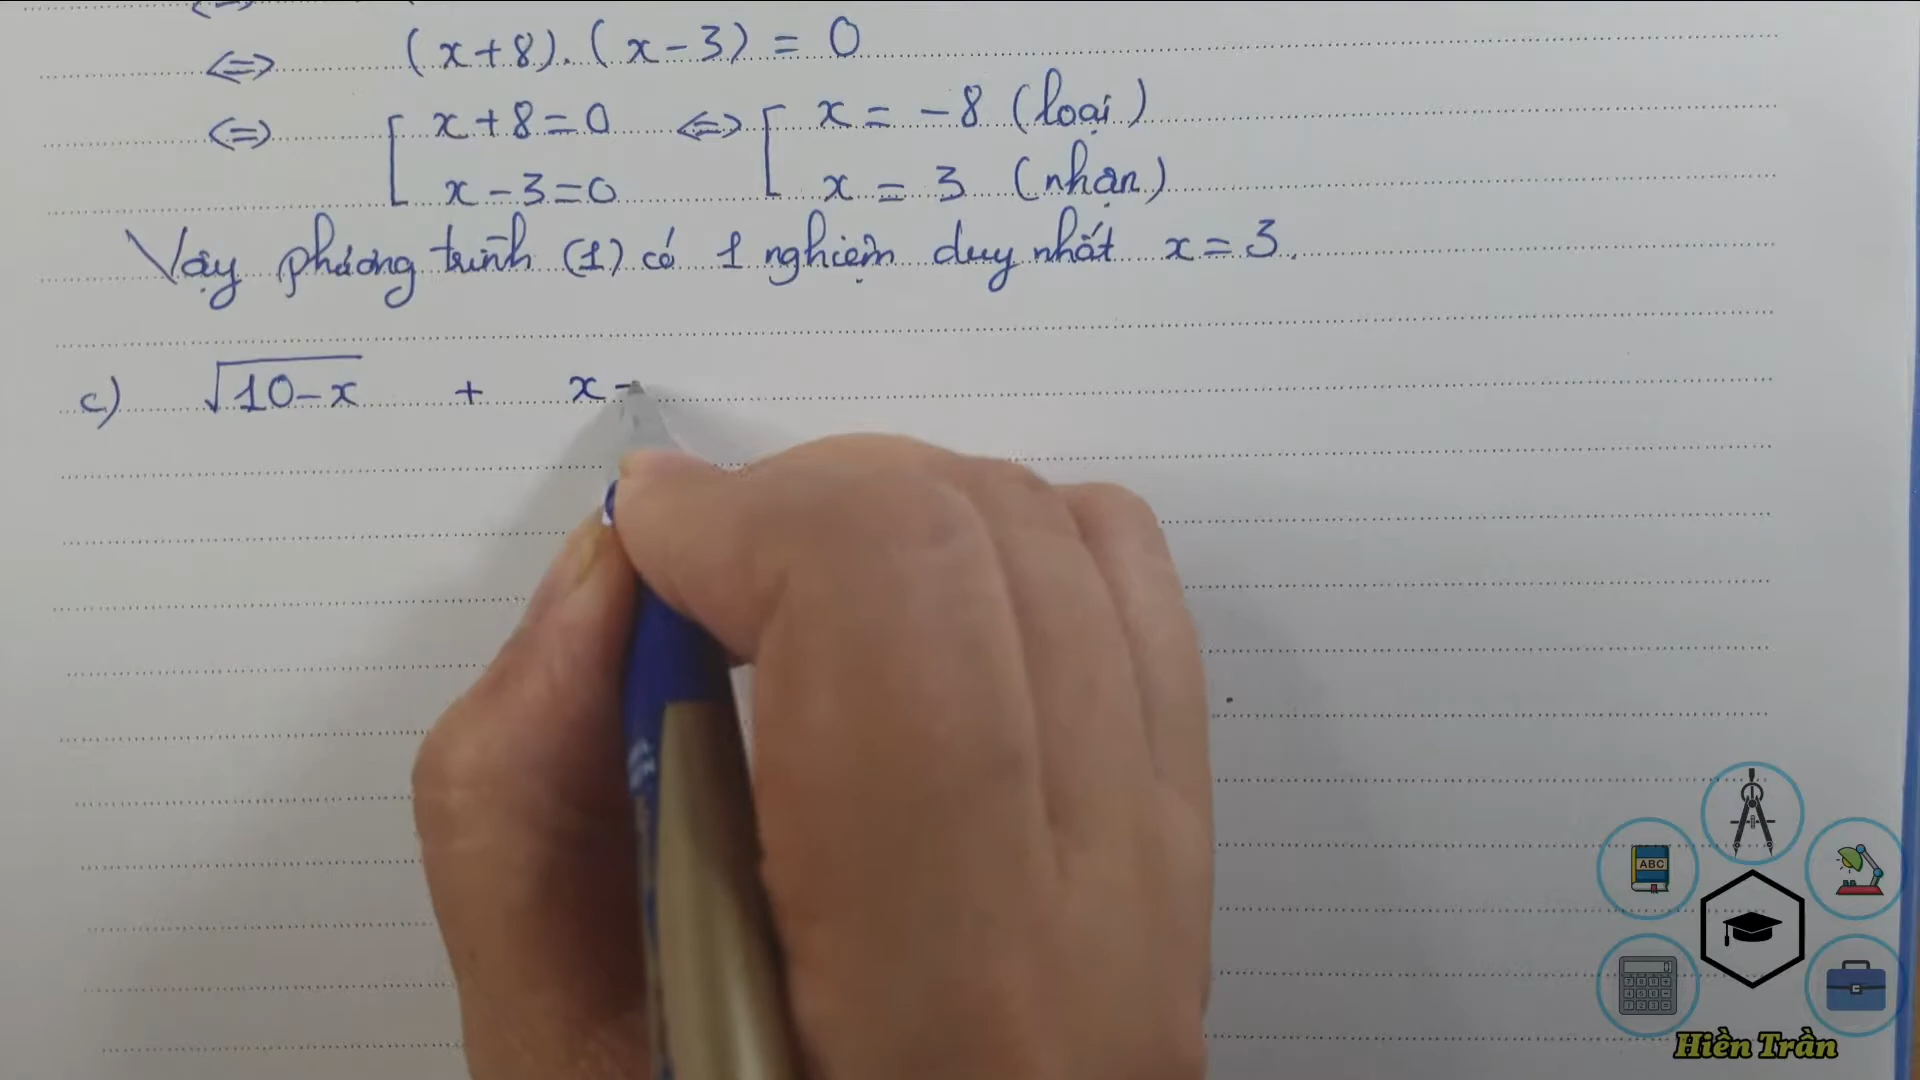 ⇔ (x+8).(x-3) = 0
⇔ [ x+8=0 ⇔ [ x = -8 (loại)
x-3=0 x = 3 (nhận)
Vậy phương trình (1) có 1 nghiệm duy nhất x=3.
c) √10-x + x-
ABC
Hiền Trần